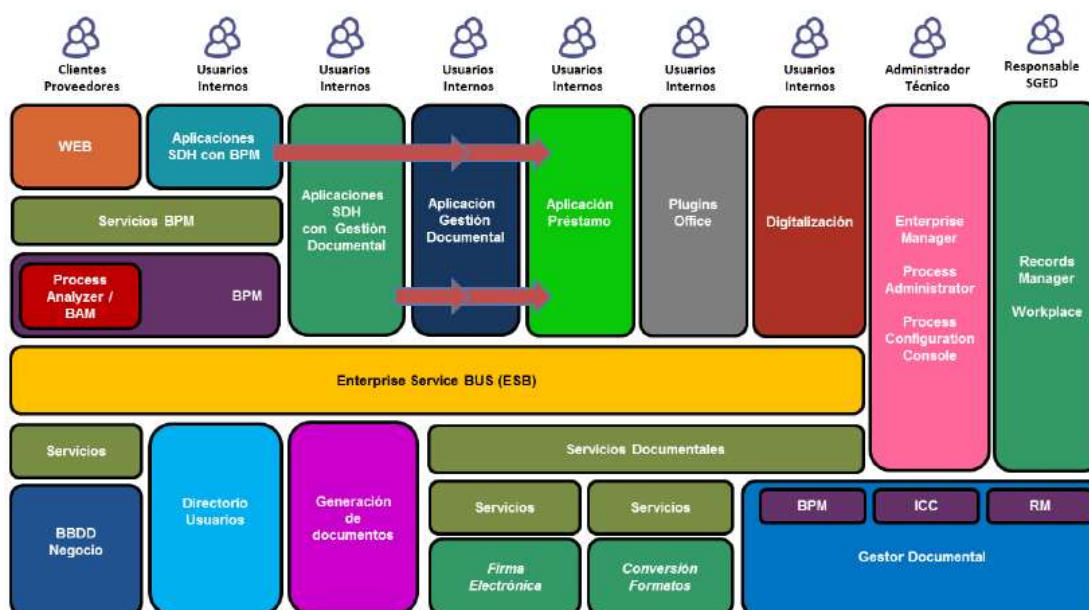 Clientes
Proveedores
Usuarios
Internos
Usuarios
Internos
Usuarios
Internos
Usuarios
Internos
Usuarios
Internos
Usuarios
Internos
Administrador
Técnico
Responsable
SGED
WEB
Aplicaciones
SDH con BPM
Servicios BPM
Process
Analyzer /
BAM
BPM
Aplicaciones
SDH
con Gestión
Documental
Aplicación
Gestión
Documental
Aplicación
Préstamo
Plugins
Office
Digitalización
Enterprise
Manager
Process
Administrator
Process
Configuration
Console
Records
Manager
Workplace
Enterprise Service BUS (ESB)
Servicios
BBDD
Negocio
Directorio
Usuarios
Generación
de
documentos
Servicios Documentales
Servicios
Firma
Electrónica
Servicios
Conversión
Formatos
BPM
ICC
RM
Gestor Documental